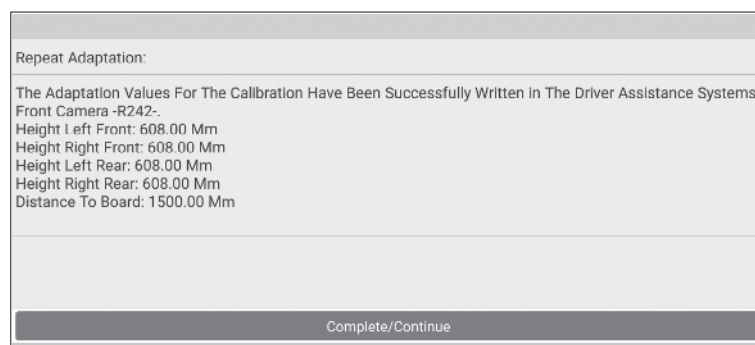 Repeat Adaptation:
The Adaptation Values For The Calibration Have Been Successfully Written in The Driver Assistance Systems
Front Camera -R242-.
Height Left Front: 608.00 Mm
Height Right Front: 608.00 Mm
Height Left Rear: 608.00 Mm
Height Right Rear: 608.00 Mm
Distance To Board: 1500.00 Mm
Complete/Continue